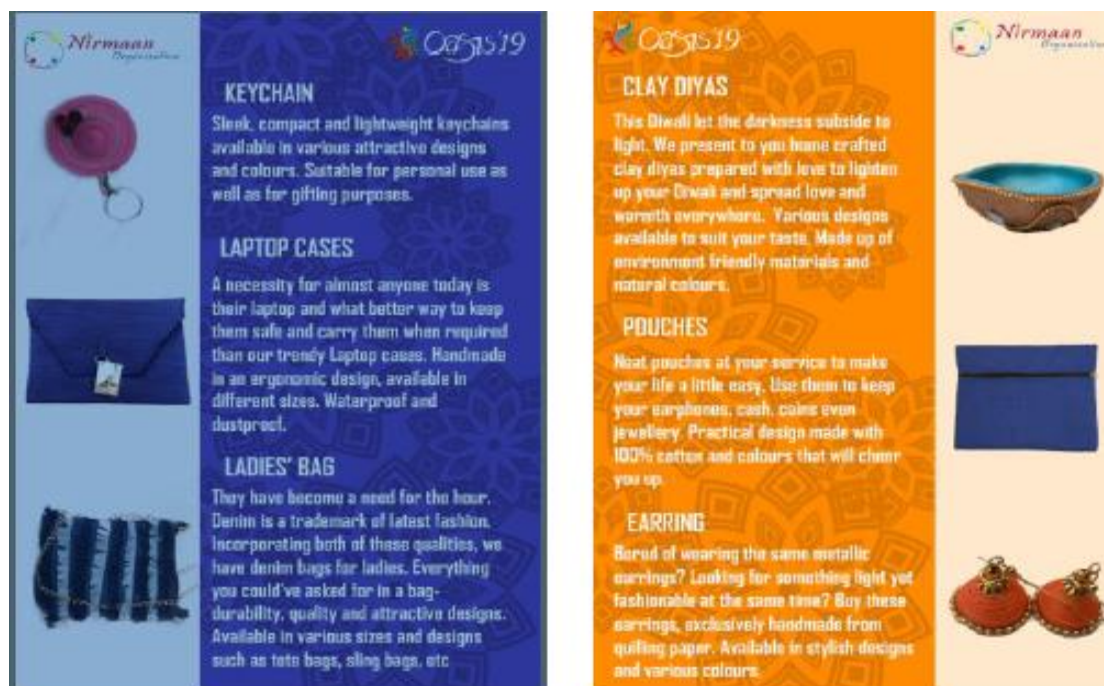 Nirmaan
Organisation
Oasis'19
KEYCHAIN
Sleek, compact and lightweight keychains
available in various attractive designs
and colours. Suitable for personal use as
well as for gifting purposes.
LAPTOP CASES
A necessity for almost anyone today is
their laptop and what better way to keep
them safe and carry them when required
than our trendy Laptop cases. Handmade
in an ergonomic design, available in
different sizes. Waterproof and
dustproof.
LADIES' BAG
They have become a need for the hour.
Denim is a trademark of latest fashion.
Incorporating both of these qualities, we
have denim bags for ladies. Everything
you could've asked for in a bag-
durability, quality and attractive designs.
Available in various sizes and designs
such as tote bags, sling bags, etc
Oasis'19
Nirmaan
Organisation
CLAY DIYAS
This Diwali let the darkness subside to
light. We present to you home crafted
clay diyas prepared with love to lighten
up your Diwali and spread love and
warmth everywhere. Various designs
available to suit your taste. Made up of
environment friendly materials and
natural colours.
POUCHES
Neat pouches at your service to make
your life a little easy. Use them to keep
your earphones, cash, coins even
jewellery. Practical design made with
100% cotton and colours that will cheer
you up.
EARRING
Bored of wearing the same metallic
earrings? Looking for something light yet
fashionable at the same time? Buy these
earrings, exclusively handmade from
quilling paper. Available in stylish designs
and various colours.